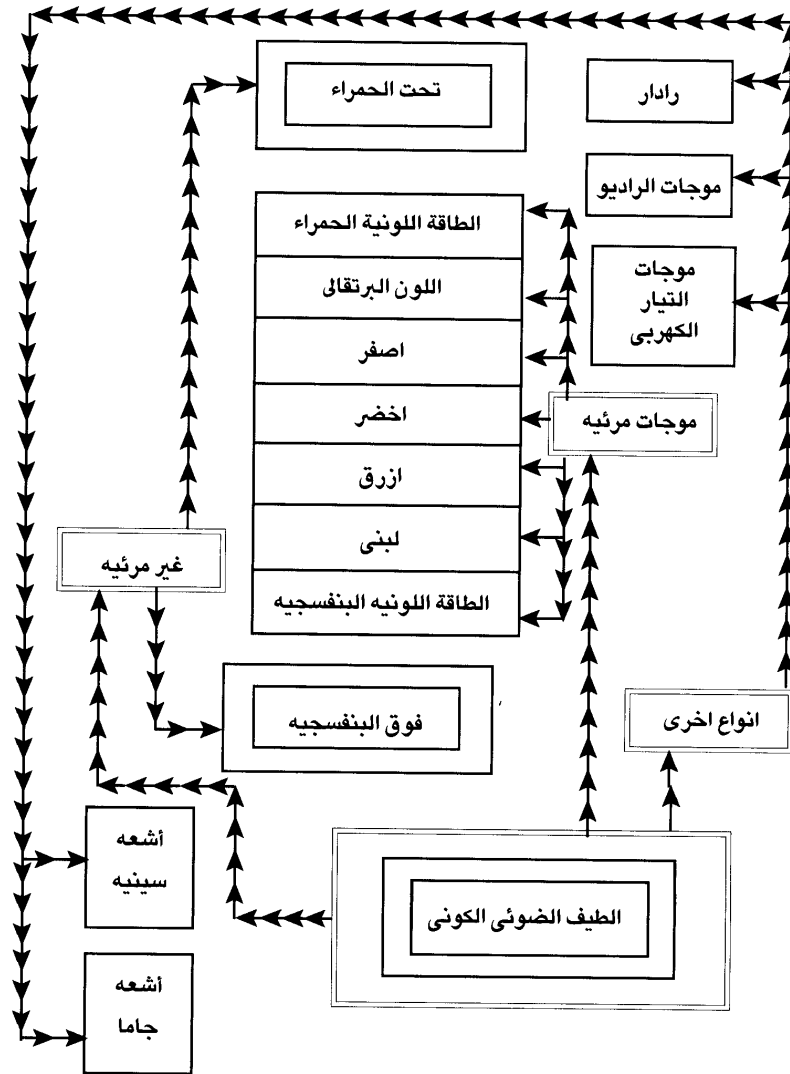 تحت الحمراء
رادار
موجات الراديو
الطاقة اللونية الحمراء
موجات
التيار
الكهربى
اللون البرتقالى
اصفر
اخضر
موجات مرئيه
ازرق
لبنى
غير مرئيه
الطاقة اللونيه البنفسجيه
فوق البنفسجيه
انواع اخرى
أشعه
سينيه
الطيف الضوئى الكونى
أشعه
جاما